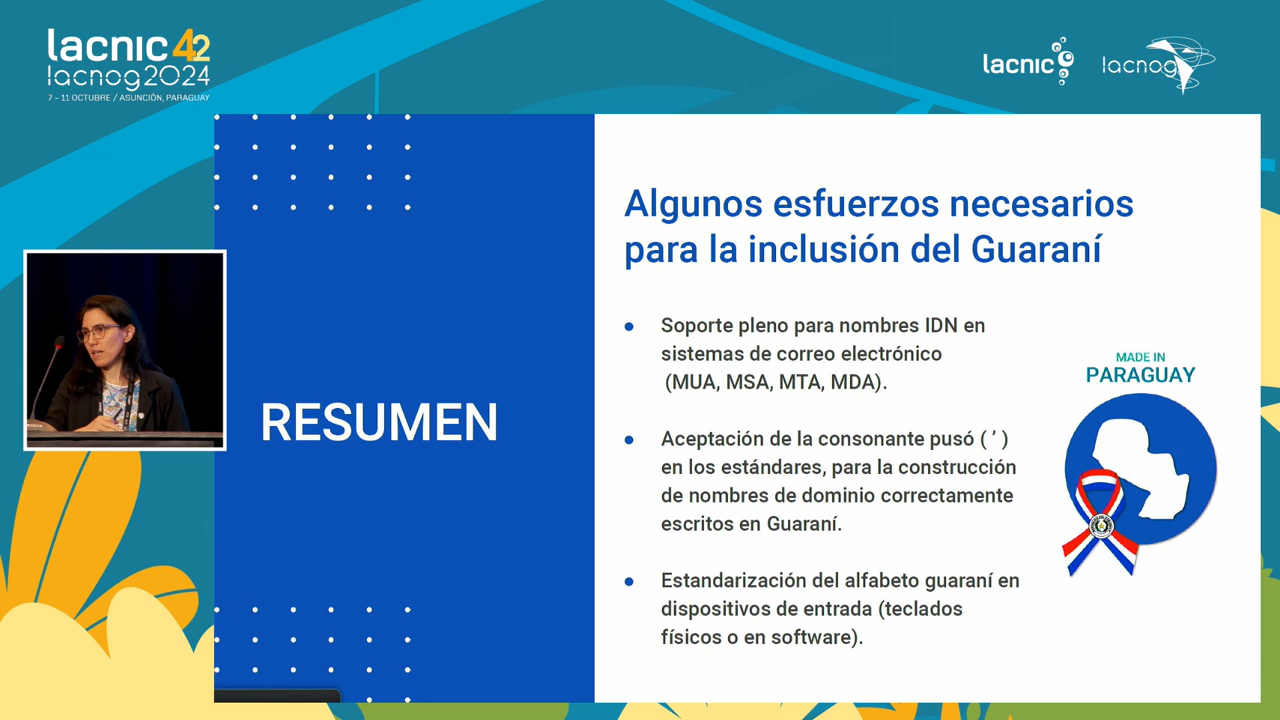 lacnic 42
lacnog2024
7 - 11 OCTUBRE / ASUNCIÓN, PARAGUAY
lacnic
lacnog
RESUMEN
Algunos esfuerzos necesarios
para la inclusión del Guaraní
• Soporte pleno para nombres IDN en
sistemas de correo electrónico
(MUA, MSA, MTA, MDA).
• Aceptación de la consonante pusó ( ’ )
en los estándares, para la construcción
de nombres de dominio correctamente
escritos en Guaraní.
• Estandarización del alfabeto guaraní en
dispositivos de entrada (teclados
físicos o en software).
MADE IN
PARAGUAY